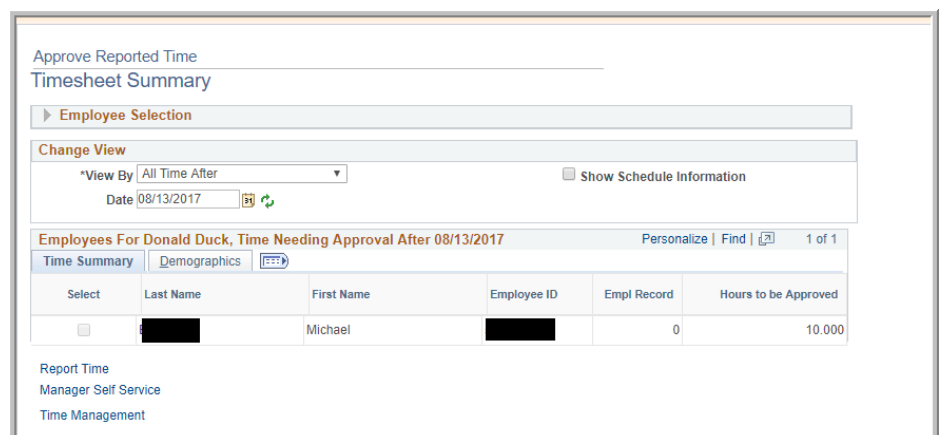 Approve Reported Time
Timesheet Summary
Employee Selection
Change View
*View By All Time After
Show Schedule Information
Date 08/13/2017 31
Employees For Donald Duck, Time Needing Approval After 08/13/2017 Personalize | Find | 1 of 1
Time Summary Demographics
Select Last Name First Name Employee ID Empl Record Hours to be Approved
Michael 0 10.000
Report Time
Manager Self Service
Time Management